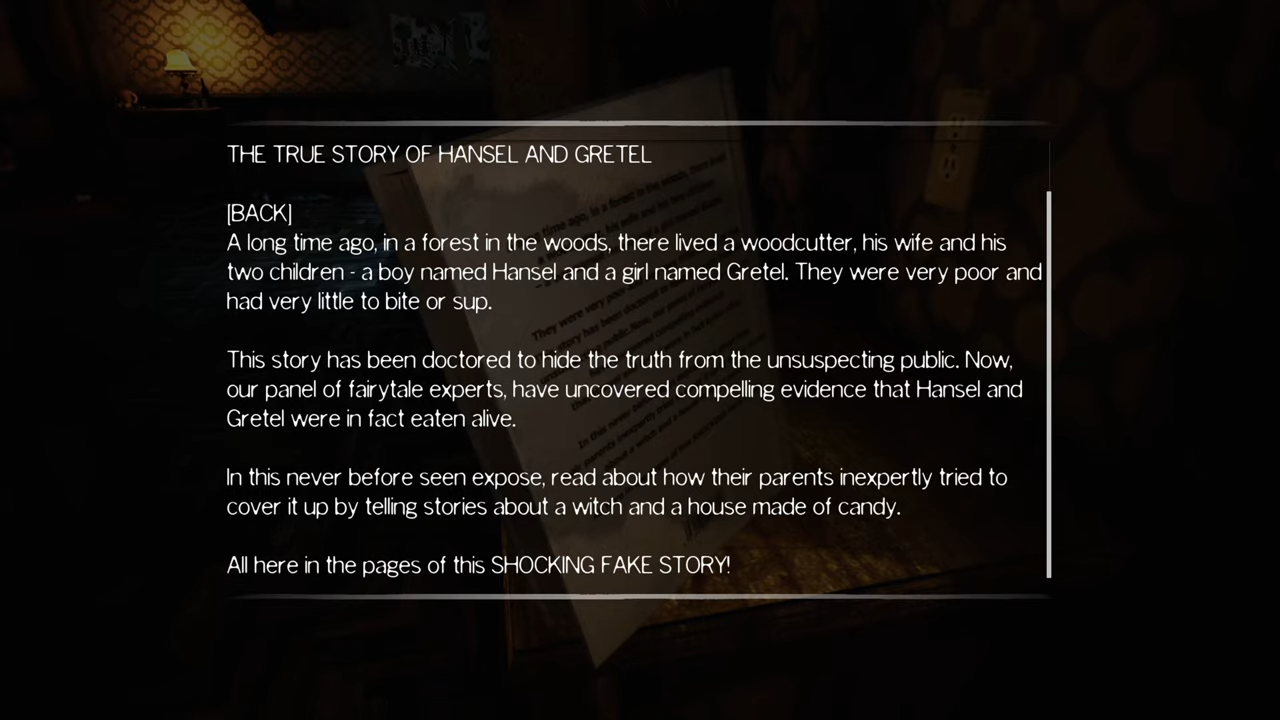 THE TRUE STORY OF HANSEL AND GRETEL
[BACK]
A long time ago, in a forest in the woods, there lived a woodcutter, his wife and his
two children - a boy named Hansel and a girl named Gretel. They were very poor and
had very little to bite or sup.
This story has been doctored to hide the truth from the unsuspecting public. Now,
our panel of fairytale experts, have uncovered compelling evidence that Hansel and
Gretel were in fact eaten alive.
In this never before seen expose, read about how their parents inexpertly tried to
cover it up by telling stories about a witch and a house made of candy.
All here in the pages of this SHOCKING FAKE STORY!